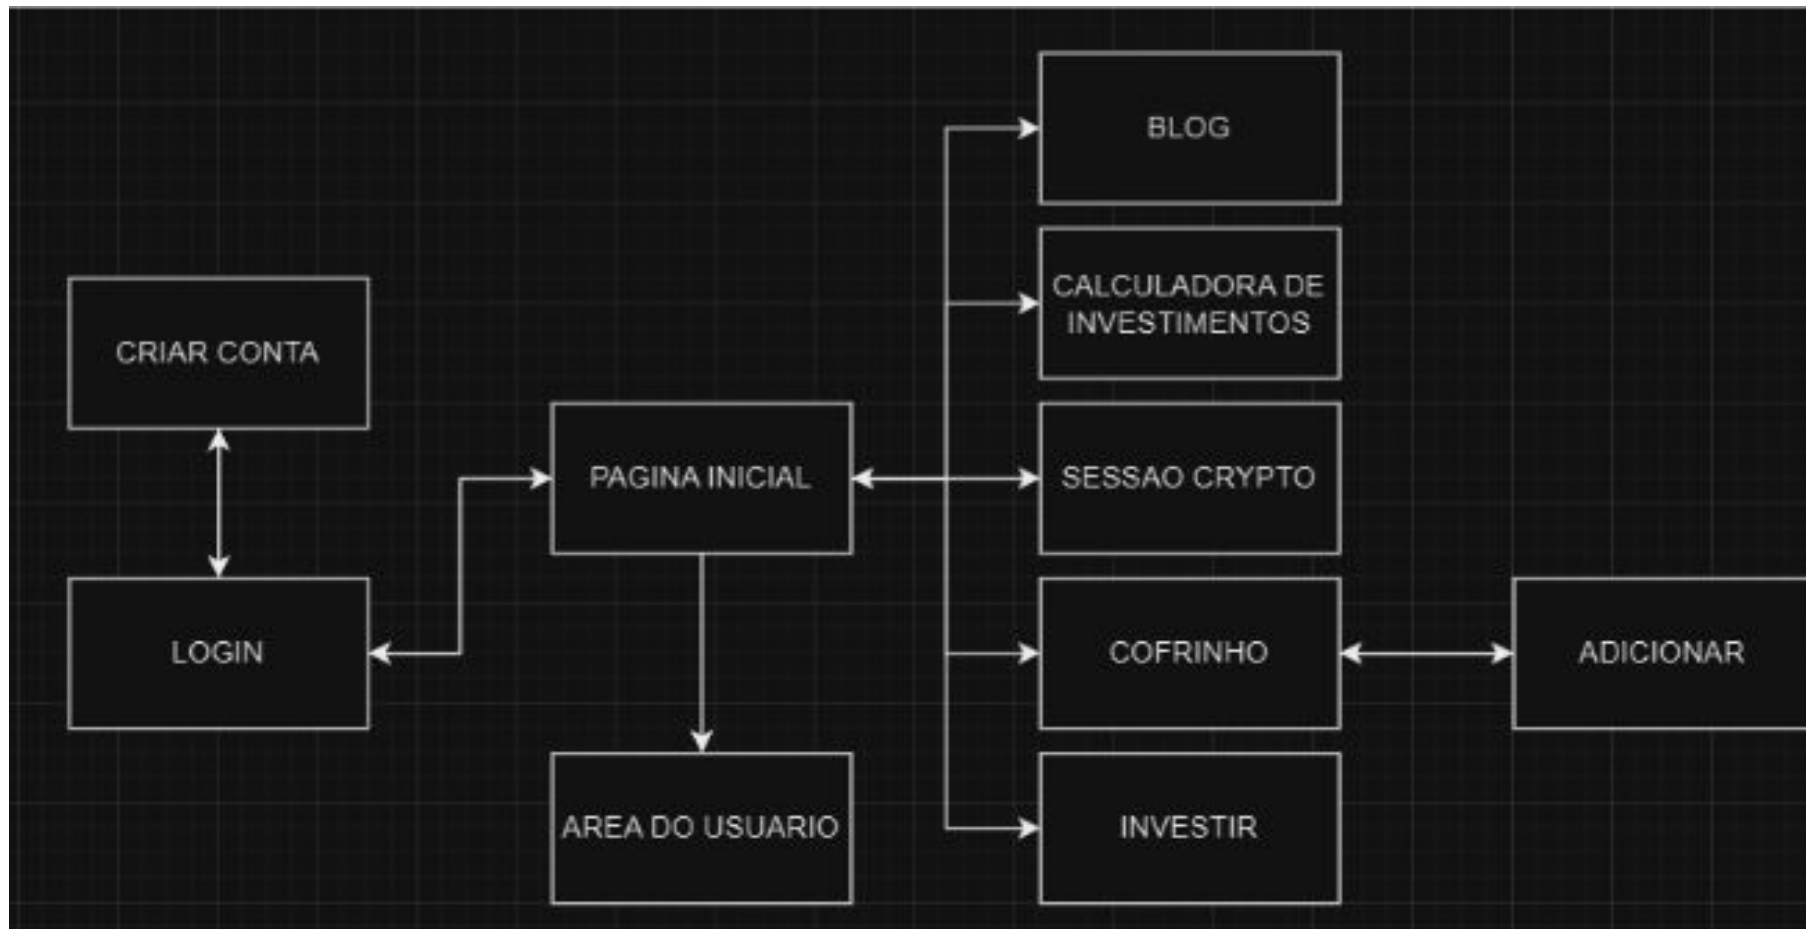 BLOG
CALCULADORA DE
INVESTIMENTOS
CRIAR CONTA
PAGINA INICIAL
SESSAO CRYPTO
LOGIN
COFRINHO
ADICIONAR
AREA DO USUARIO
INVESTIR